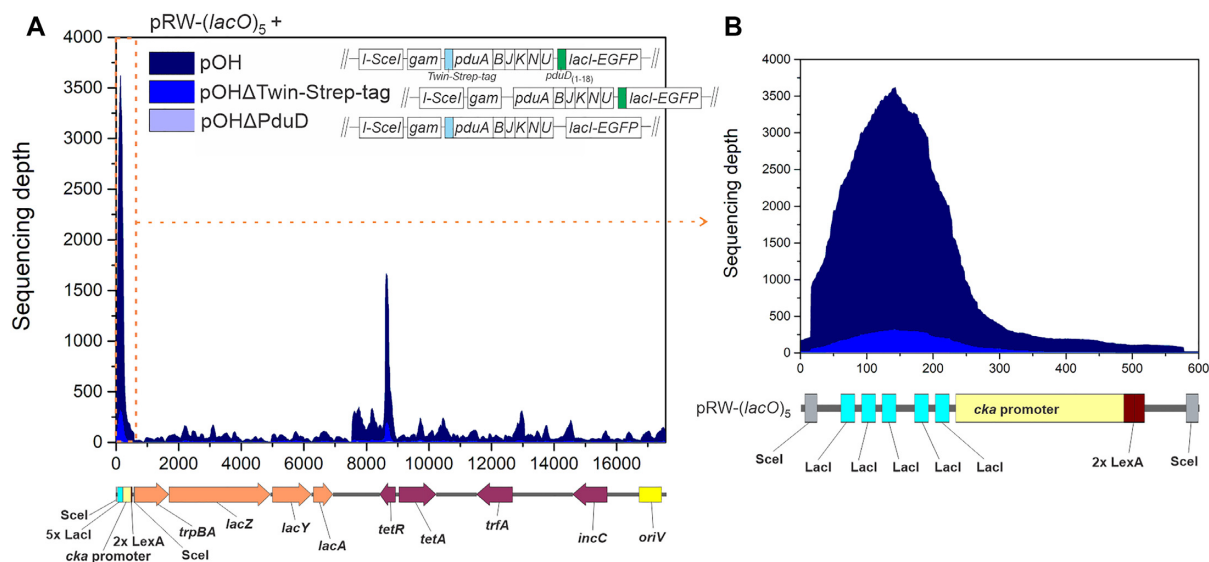 A
pRW-(lacO)5 +
4000
3500
3000
2500
2000
1500
1000
500
0
Sequencing depth
pOH
pOHΔTwin-Strep-tag
pOHΔPduD
// I-SceI gam pduA B J K N U lacI-EGFP //
Twin-Strep-tag pduD(1-18)
// I-SceI gam pduA B J K N U lacI-EGFP //
// I-SceI gam pduA B J K N U lacI-EGFP //
0 2000 4000 6000 8000 10000 12000 14000 16000
SceI
5x LacI
cka promoter
2x LexA
SceI
trpBA
lacZ
lacY
lacA
tetR
tetA
trfA
incC
oriV
B
4000
3500
3000
2500
2000
1500
1000
500
0
Sequencing depth
0 100 200 300 400 500 600
pRW-(lacO)5
cka promoter
SceI
LacI LacI LacI LacI LacI
2x LexA
SceI